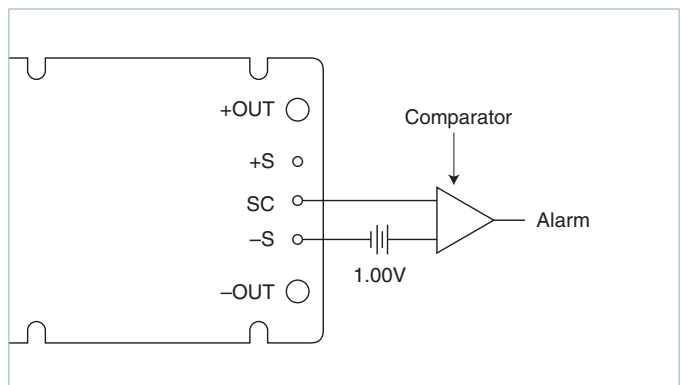 +OUT
Comparator
+S
SC
Alarm
–S
1.00V
–OUT